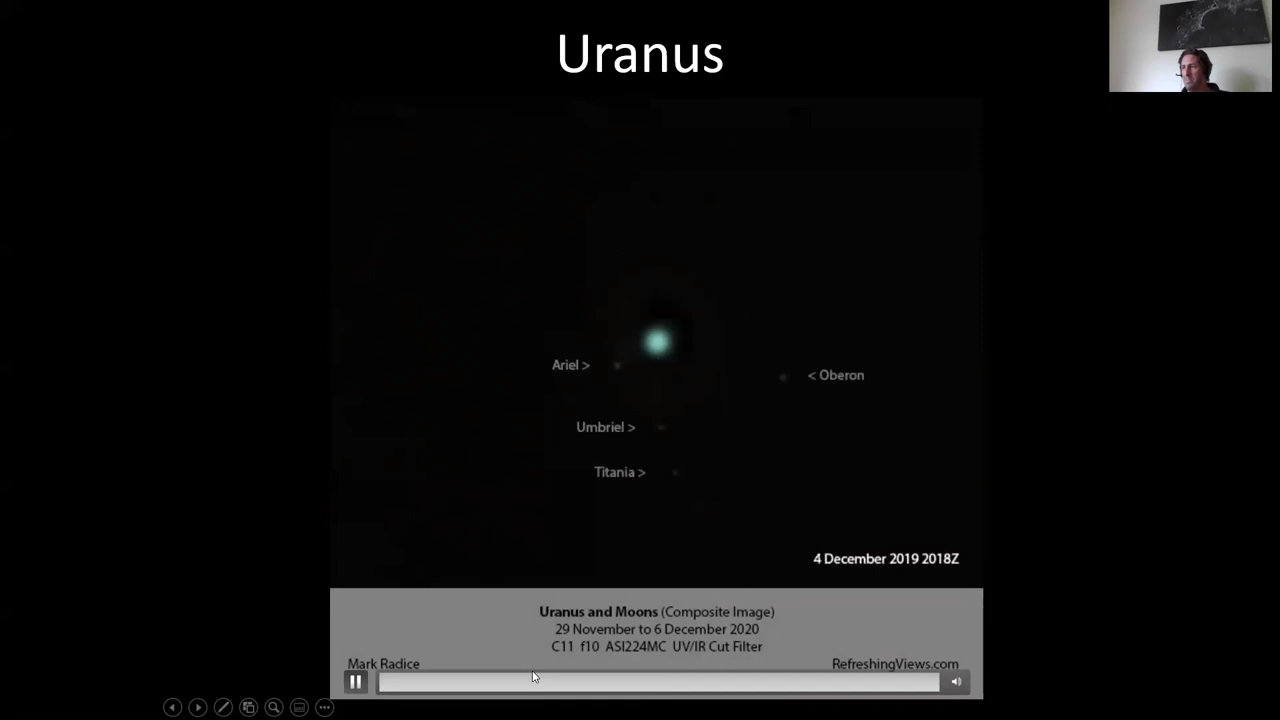 Uranus
Ariel >
< Oberon
Umbriel >
Titania >
4 December 2019 2018Z
Uranus and Moons (Composite Image)
29 November to 6 December 2020
C11 f10 ASI224MC UV/IR Cut Filter
Mark Radice
RefreshingViews.com